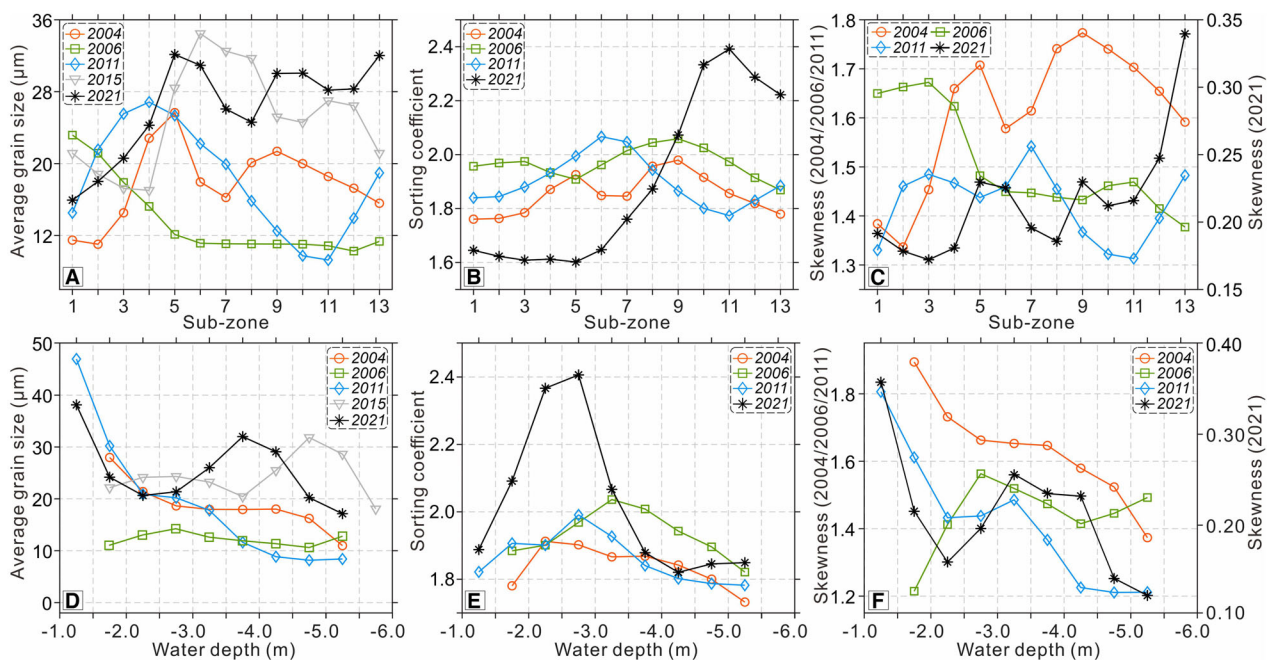 Average grain size (μm)
36
28
20
12
2004
2006
2011
2015
2021
A
1 3 5 7 9 11 13
Sub-zone
Sorting coefficient
2.4
2.2
2.0
1.8
1.6
2004
2006
2011
2021
B
1 3 5 7 9 11 13
Sub-zone
Skewness (2004/2006/2011)
1.8
1.7
1.6
1.5
1.4
1.3
2004 2006
2011 2021
C
1 3 5 7 9 11 13
Sub-zone
0.35
0.30
0.25
0.20
0.15
Skewness (2021)
Average grain size (μm)
50
40
30
20
10
0
2004
2006
2011
2015
2021
D
-1.0 -2.0 -3.0 -4.0 -5.0 -6.0
Water depth (m)
Sorting coefficient
2.4
2.2
2.0
1.8
2004
2006
2011
2021
E
-1.0 -2.0 -3.0 -4.0 -5.0 -6.0
Water depth (m)
Skewness (2004/2006/2011)
1.8
1.6
1.4
1.2
2004
2006
2011
2021
F
-1.0 -2.0 -3.0 -4.0 -5.0 -6.0
Water depth (m)
0.40
0.30
0.20
0.10
Skewness (2021)